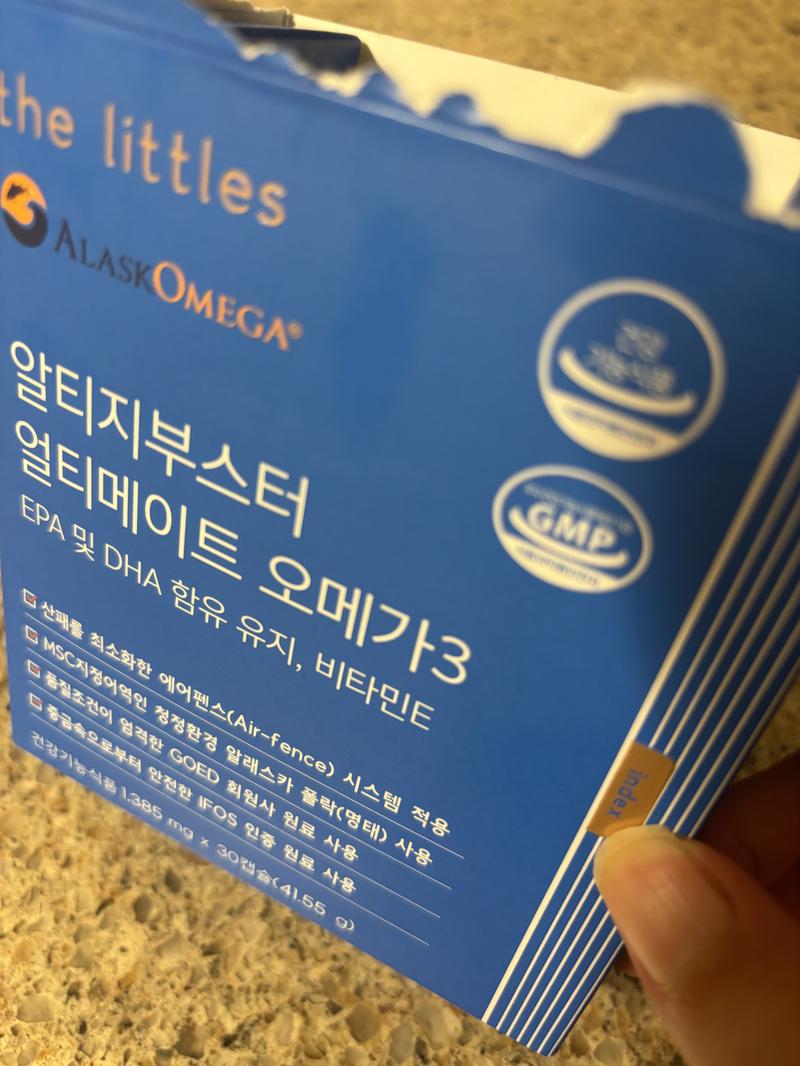 the littles
ALASKOMEGA®
알티지부스터
얼티메이트 오메가3
EPA 및 DHA 함유 유지, 비타민E
산패를 최소화한 에어펜스(Air-fence) 시스템 적용
MSC지정어역인 청정환경 알래스카 폴락(명태) 사용
품질조건이 엄격한 GOED 회원사 원료 사용
중금속으로부터 안전한 IFOS 인증 원료 사용
건강기능식품 1,385 mg x 30캡슐(41.55 g)
건강
기능식품
GMP
index